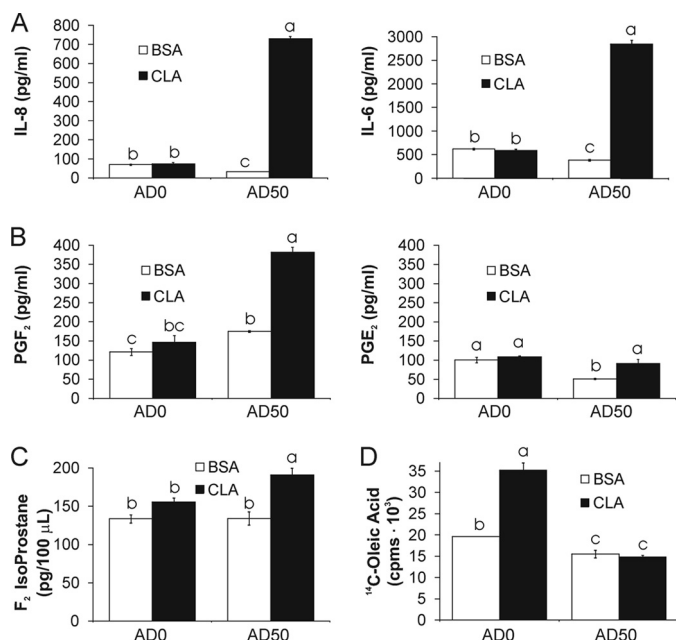 A
IL-8 (pg/ml)
800
700
600
500
400
300
200
100
0
BSA
CLA
b
b
c
a
AD0
AD50
IL-6 (pg/ml)
3000
2500
2000
1500
1000
500
0
BSA
CLA
b
b
c
a
AD0
AD50
B
PGF₂ (pg/ml)
400
350
300
250
200
150
100
50
0
BSA
CLA
c
bc
b
a
AD0
AD50
PGE₂ (pg/ml)
400
350
300
250
200
150
100
50
0
BSA
CLA
a
a
b
a
AD0
AD50
C
F₂ IsoProstane
(pg/100 µL)
200
150
100
50
0
BSA
CLA
b
b
b
a
AD0
AD50
D
¹⁴C-Oleic Acid
(cpms · 10³)
35
30
25
20
15
10
5
0
BSA
CLA
b
a
c
c
AD0
AD50